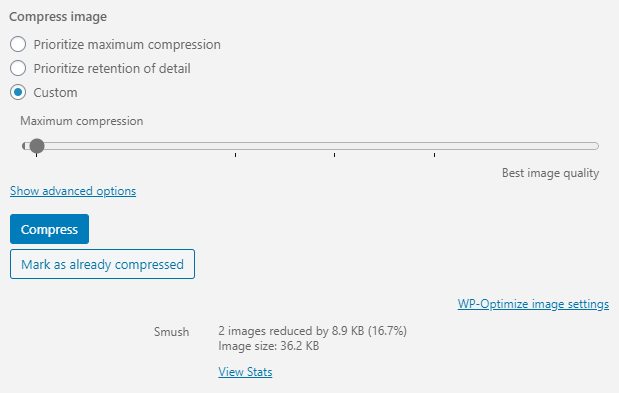 Compress image
Prioritize maximum compression
Prioritize retention of detail
Custom
Maximum compression
Best image quality
Show advanced options
Compress
Mark as already compressed
WP-Optimize image settings
Smush
2 images reduced by 8.9 KB (16.7%)
Image size: 36.2 KB
View Stats